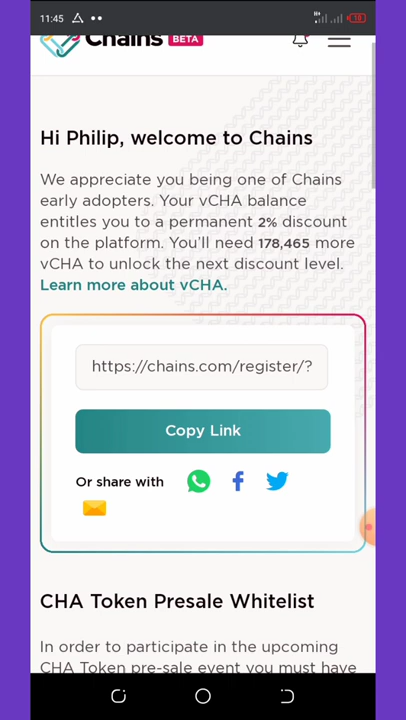 11:45
10
Chains BETA
Hi Philip, welcome to Chains
We appreciate you being one of Chains
early adopters. Your vCHA balance
entitles you to a permanent 2% discount
on the platform. You'll need 178,465 more
vCHA to unlock the next discount level.
Learn more about vCHA.
https://chains.com/register/?
Copy Link
Or share with
CHA Token Presale Whitelist
In order to participate in the upcoming
CHA Token pre-sale event you must have